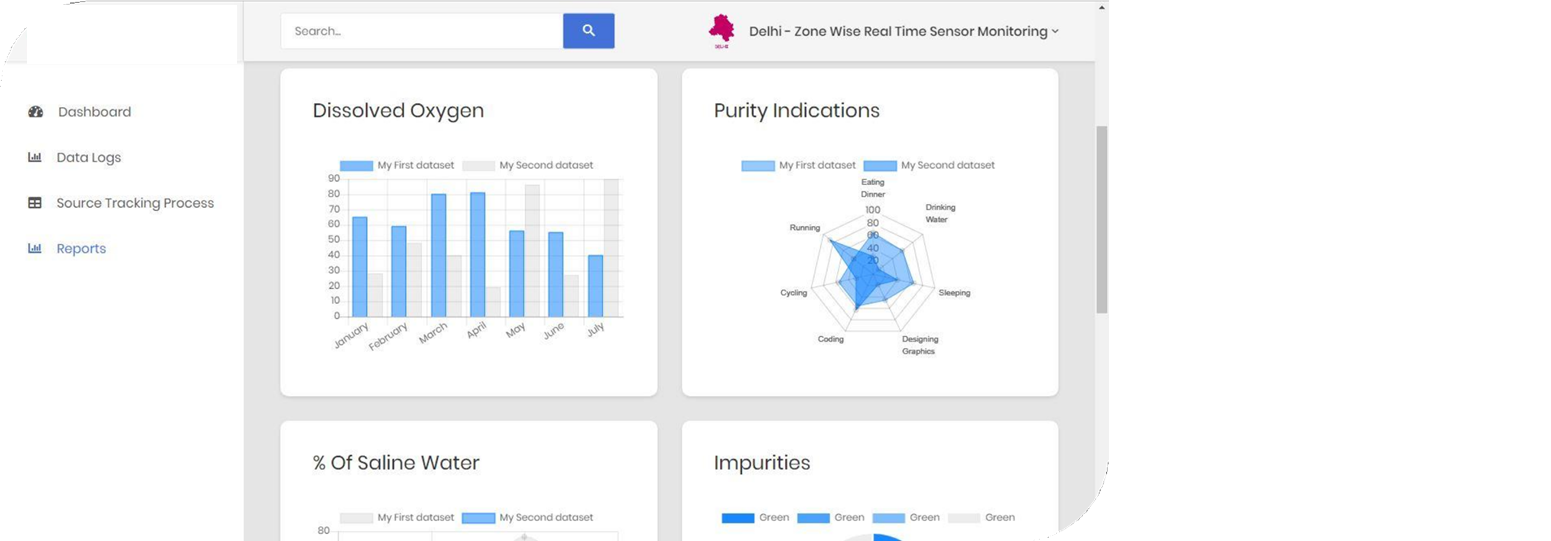 Search...
Delhi - Zone Wise Real Time Sensor Monitoring
Dashboard
Data Logs
Source Tracking Process
Reports
Dissolved Oxygen
My First dataset My Second dataset
90
80
70
60
50
40
30
20
10
0
January February March April May June July
Purity Indications
My First dataset My Second dataset
Eating
Dinner
Drinking
Water
Running
100
80
60
40
20
Cycling
Sleeping
Coding
Designing
Graphics
% Of Saline Water
My First dataset My Second dataset
80
Impurities
Green Green Green Green